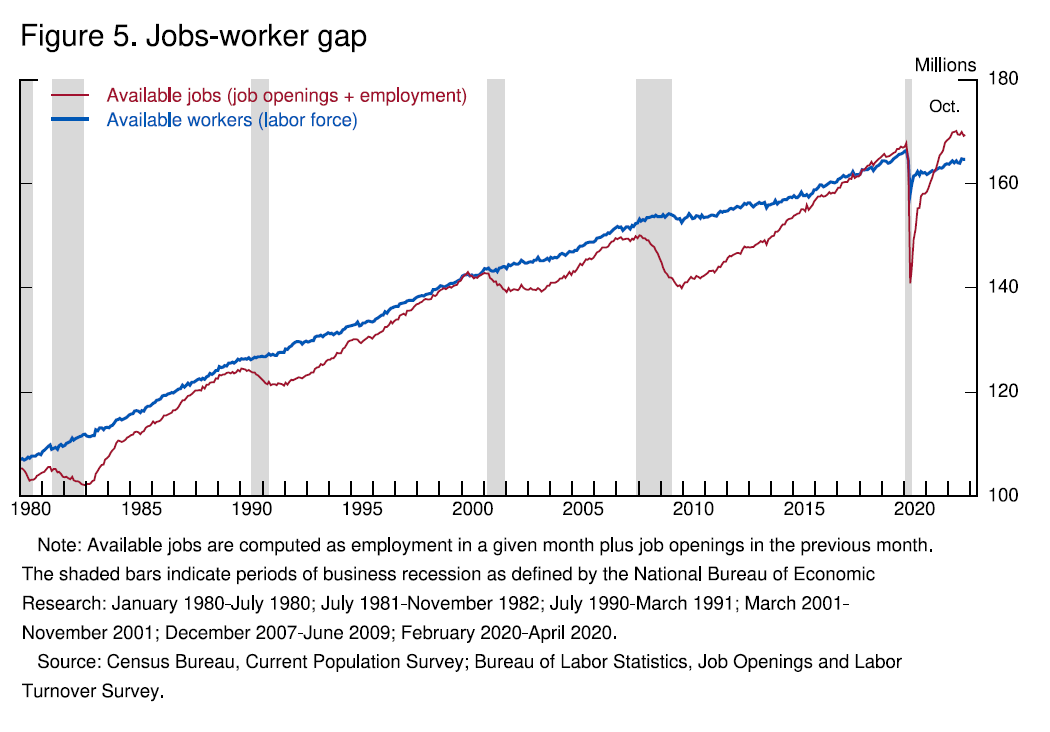 Figure 5. Jobs-worker gap
Millions
Available jobs (job openings + employment)
Available workers (labor force)
Oct.
180
160
140
120
100
1980 1985 1990 1995 2000 2005 2010 2015 2020
Note: Available jobs are computed as employment in a given month plus job openings in the previous month.
The shaded bars indicate periods of business recession as defined by the National Bureau of Economic
Research: January 1980-July 1980; July 1981-November 1982; July 1990-March 1991; March 2001-
November 2001; December 2007-June 2009; February 2020-April 2020.
Source: Census Bureau, Current Population Survey; Bureau of Labor Statistics, Job Openings and Labor
Turnover Survey.